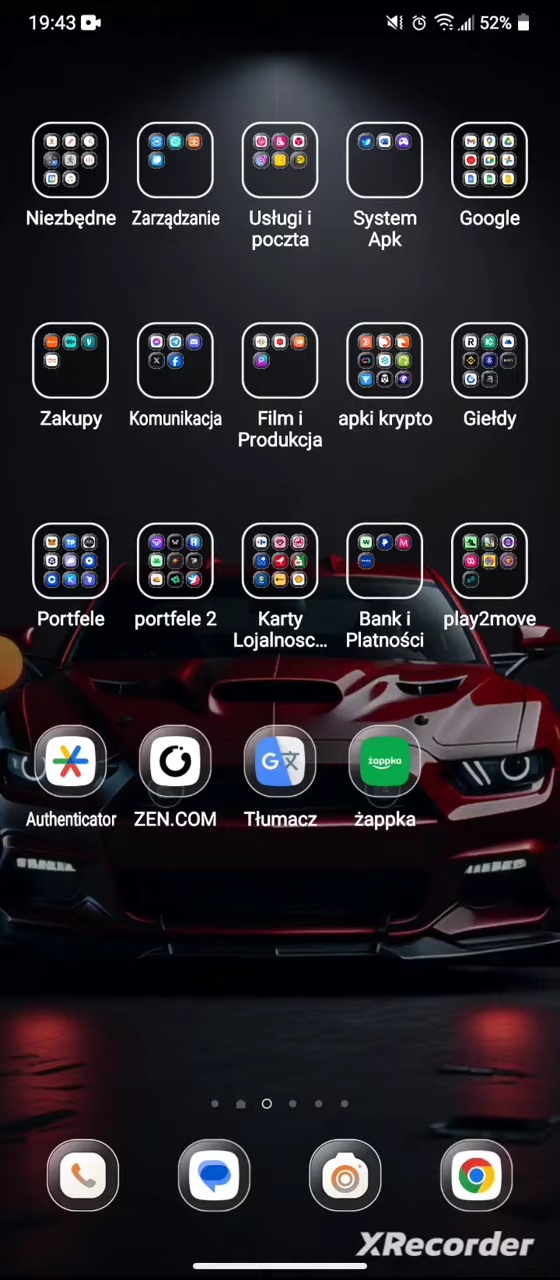 19:43 52%
Niezbędne Zarządzanie Usługi i poczta System Apk Google
Zakupy Komunikacja Film i Produkcja apki krypto Giełdy
Portfele portfele 2 Karty Lojalnosc... Bank i Płatności play2move
żappka
Authenticator ZEN.COM Tłumacz żappka
XRecorder